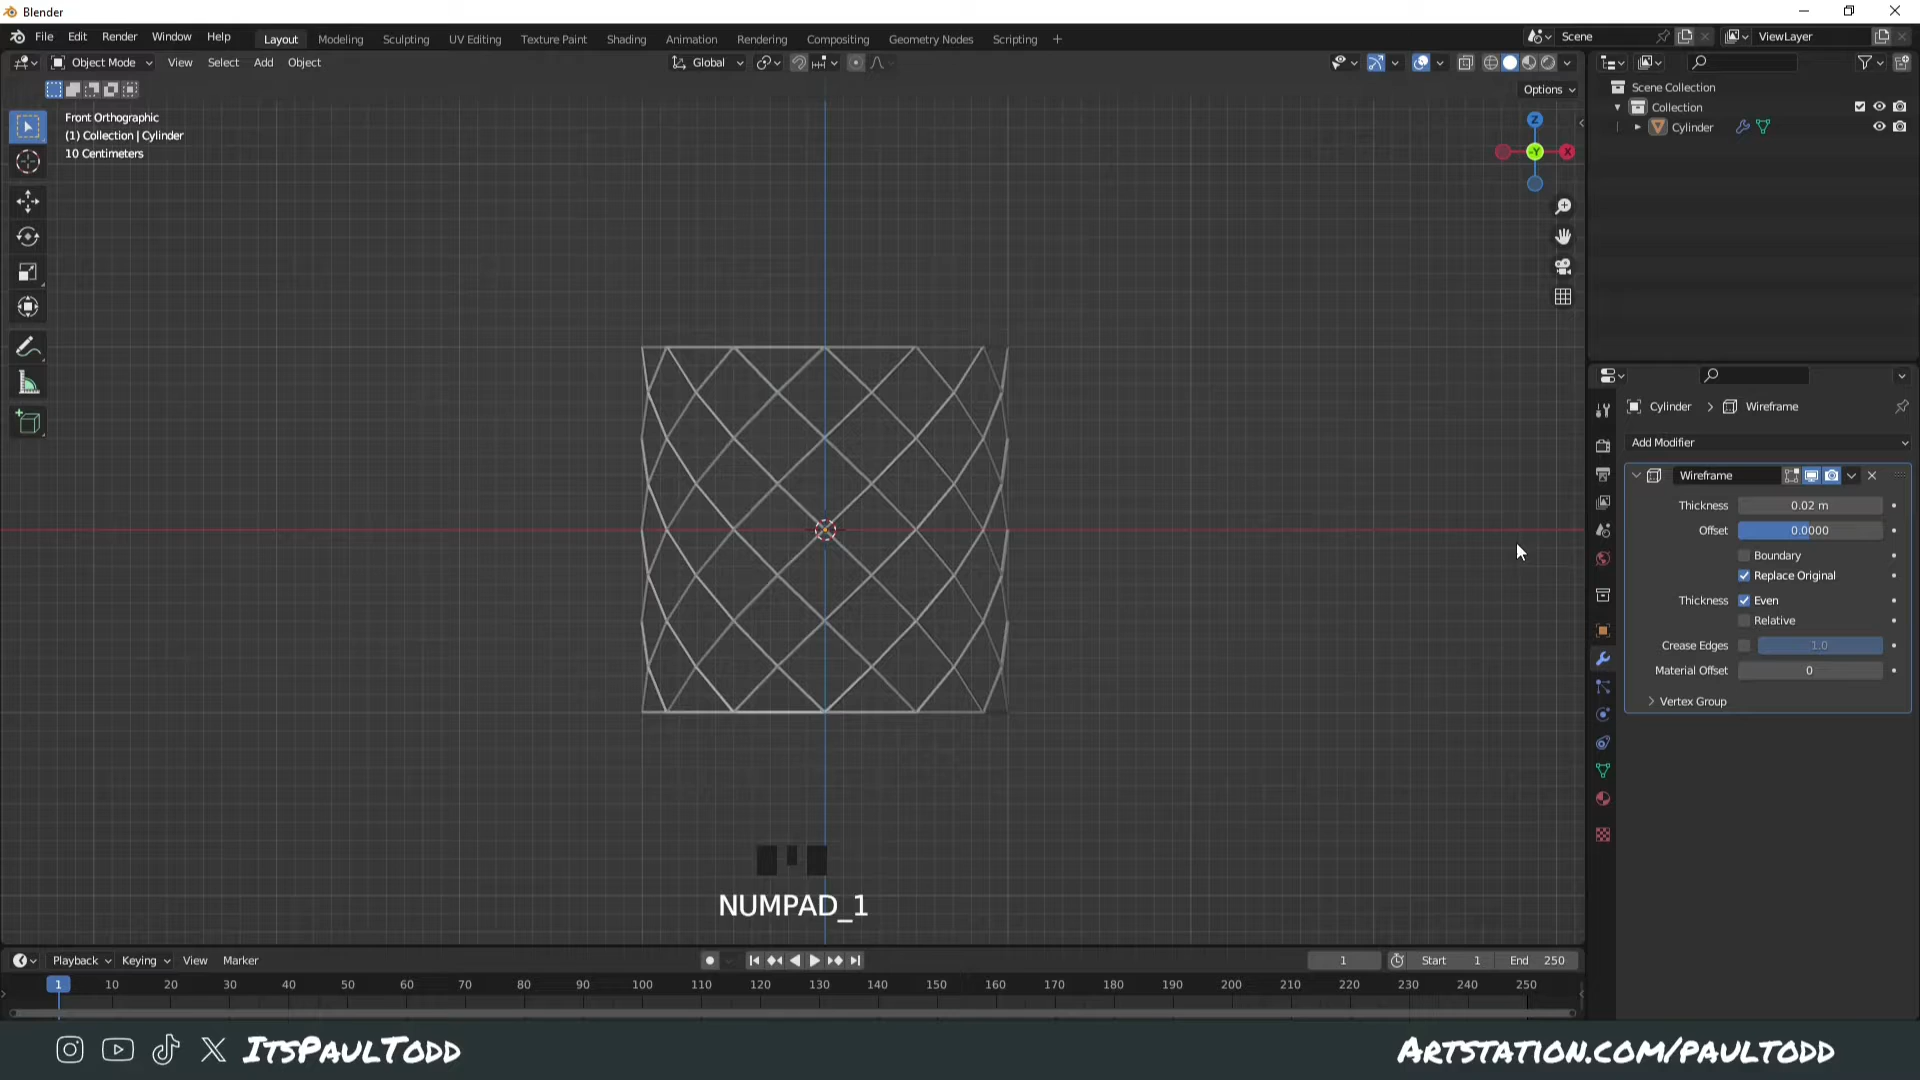 Blender
File Edit Render Window Help
Layout Modeling Sculpting UV Editing Texture Paint Shading Animation Rendering Compositing Geometry Nodes Scripting +
Scene
ViewLayer
Object Mode View Select Add Object
Global
Options
Front Orthographic
(1) Collection | Cylinder
10 Centimeters
Z
-Y
X
Scene Collection
Collection
Cylinder
Cylinder > Wireframe
Add Modifier
Wireframe
Thickness 0.02 m
Offset 0.0000
Boundary
Replace Original
Thickness Even
Relative
Crease Edges 1.0
Material Offset 0
Vertex Group
NUMPAD_1
Playback Keying View Marker
1
Start 1
End 250
1 10 20 30 40 50 60 70 80 90 100 110 120 130 140 150 160 170 180 190 200 210 220 230 240 250
ItsPaulTodd
Artstation.com/paultodd